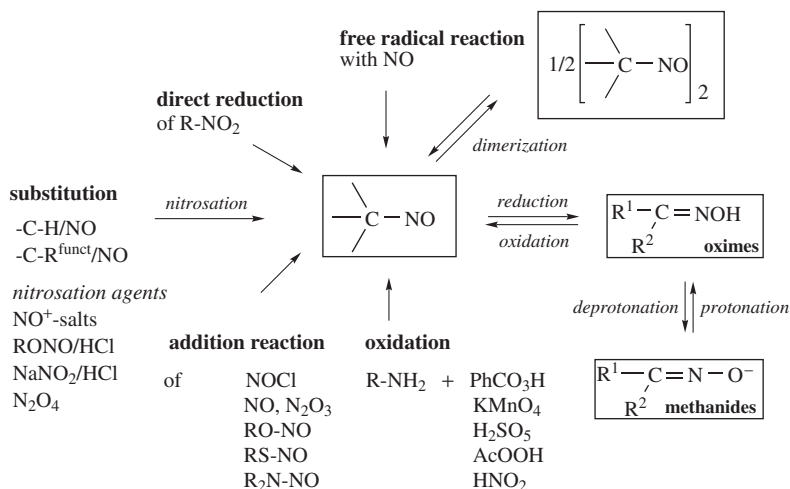 free radical reaction
with NO
1/2 [ C NO ] 2
direct reduction
of R-NO₂
dimerization
substitution
-C-H/NO
-C-Rᶠᵘⁿᶜᵗ/NO
nitrosation
C NO
reduction
oxidation
R¹ C = NOH
R²
oximes
nitrosation agents
NO⁺-salts
RONO/HCl
NaNO₂/HCl
N₂O₄
deprotonation
protonation
addition reaction
of NOCl
NO, N₂O₃
RO-NO
RS-NO
R₂N-NO
oxidation
R-NH₂ + PhCO₃H
KMnO₄
H₂SO₅
AcOOH
HNO₂
R¹ C = N O⁻
R²
methanides